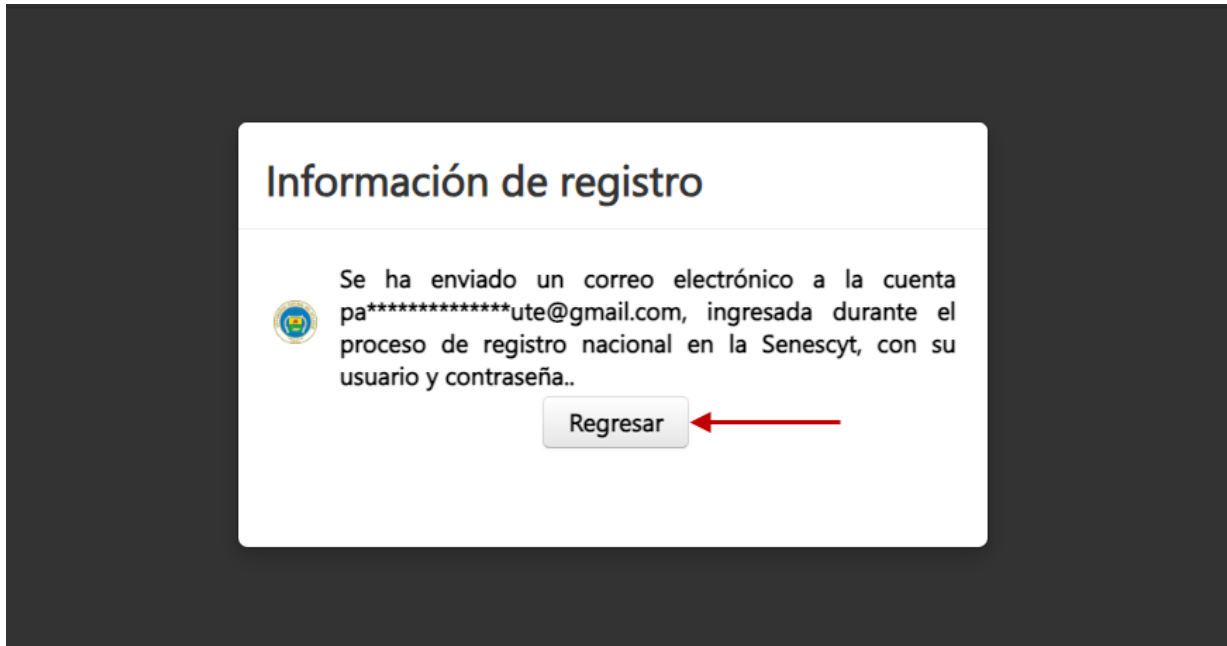 Información de registro
Se ha enviado un correo electrónico a la cuenta
pa**************ute@gmail.com, ingresada durante el
proceso de registro nacional en la Senescyt, con su
usuario y contraseña..
Regresar